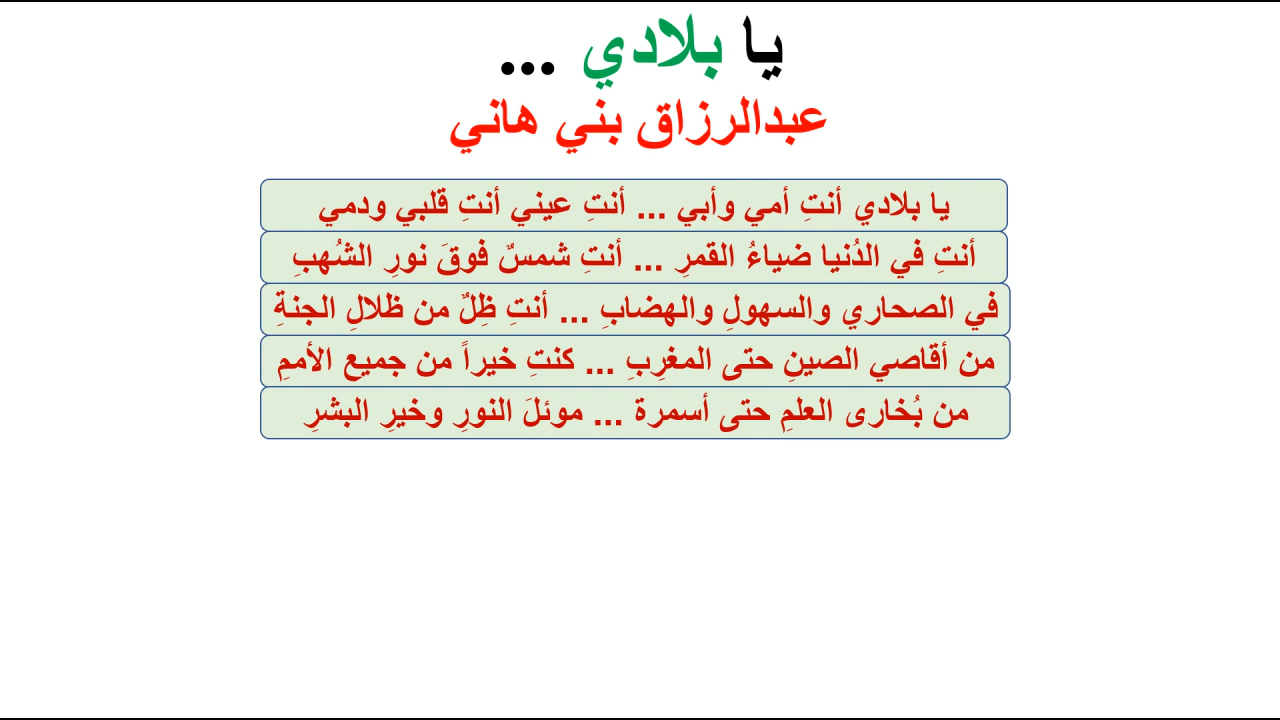 يا بلادي ...
عبدالرزاق بني هاني
يا بلادي أنتِ أمي وأبي ... أنتِ عيني أنتِ قلبي ودمي
أنتِ في الدُنيا ضياءُ القمرِ ... أنتِ شمسٌ فوقَ نورِ الشُهبِ
في الصحاري والسهولِ والهضابِ ... أنتِ ظِلٌ من ظلالِ الجنةِ
من أقاصي الصينِ حتى المغرِبِ ... كنتِ خيراً من جميعِ الأممِ
من بُخارى العلمِ حتى أسمرة ... موئلَ النورِ وخيرِ البشرِ